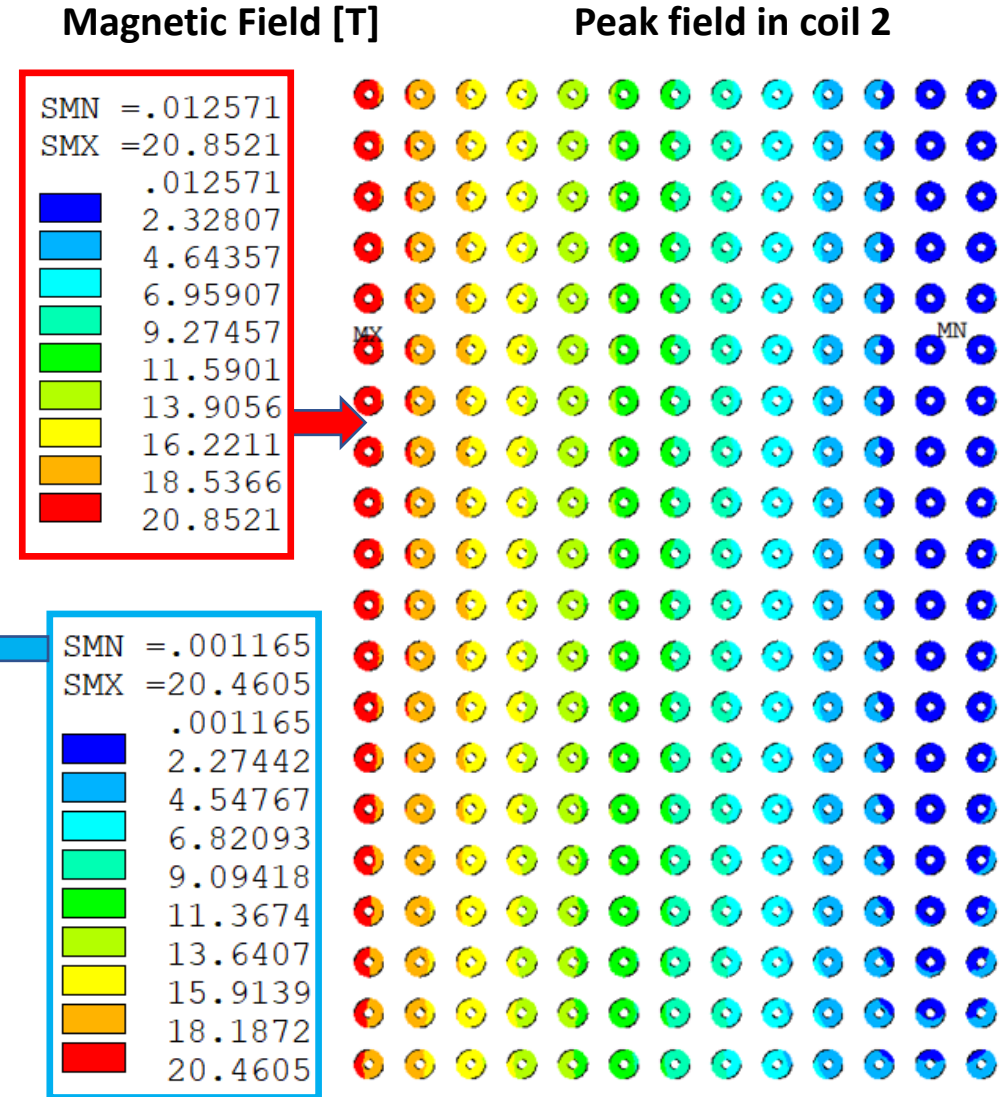 Magnetic Field [T]
Peak field in coil 2
SMN =.012571
SMX =20.8521
.012571
2.32807
4.64357
6.95907
9.27457
11.5901
13.9056
16.2211
18.5366
20.8521
MX
MN
SMN =.001165
SMX =20.4605
.001165
2.27442
4.54767
6.82093
9.09418
11.3674
13.6407
15.9139
18.1872
20.4605